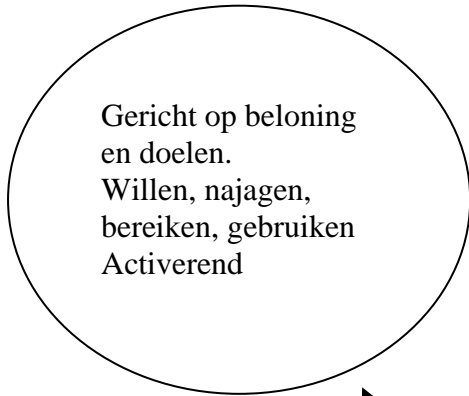 Gericht op beloning
en doelen.
Willen, najagen,
bereiken, gebruiken
Activerend